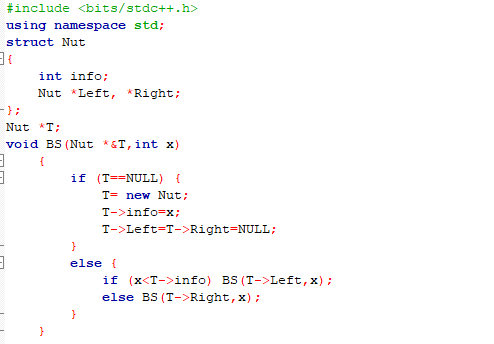 #include <bits/stdc++.h>
using namespace std;
struct Nut
{
    int info;
    Nut *Left, *Right;
};
Nut *T;
void BS(Nut *&T,int x)
    {
        if (T==NULL) {
            T= new Nut;
            T->info=x;
            T->Left=T->Right=NULL;
        }
        else {
            if (x<T->info) BS(T->Left,x);
            else BS(T->Right,x);
        }
    }